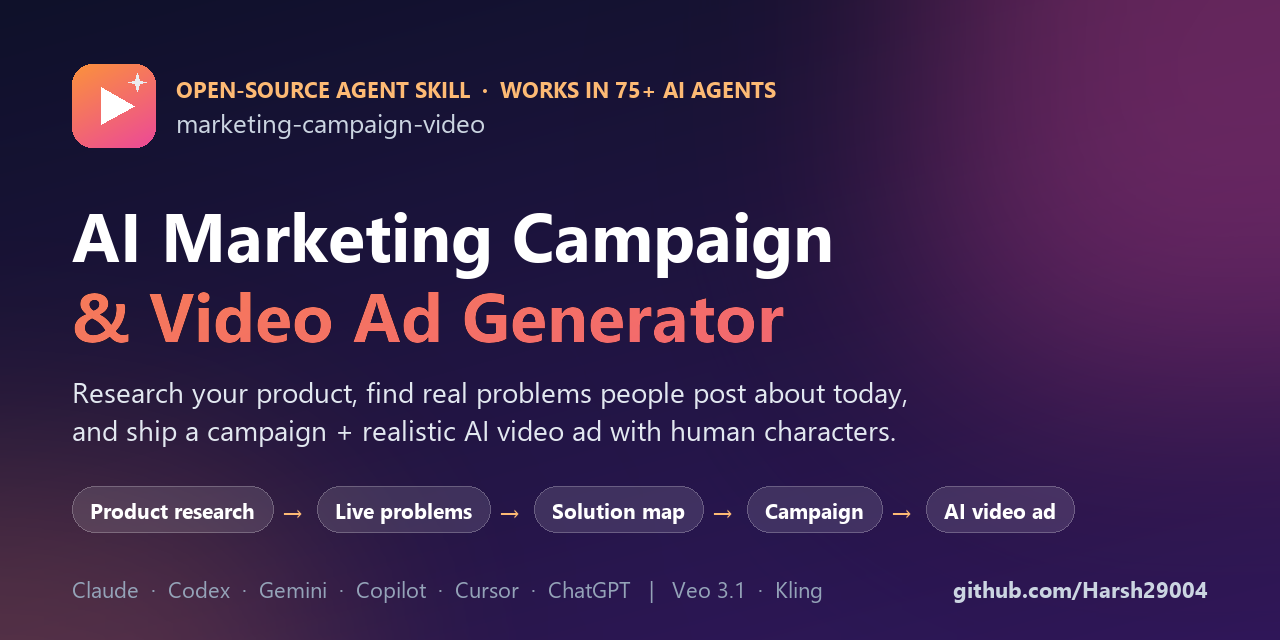 OPEN-SOURCE AGENT SKILL · WORKS IN 75+ AI AGENTS
marketing-campaign-video
AI Marketing Campaign
& Video Ad Generator
Research your product, find real problems people post about today,
and ship a campaign + realistic AI video ad with human characters.
Product research → Live problems → Solution map → Campaign → AI video ad
Claude · Codex · Gemini · Copilot · Cursor · ChatGPT | Veo 3.1 · Kling
github.com/Harsh29004